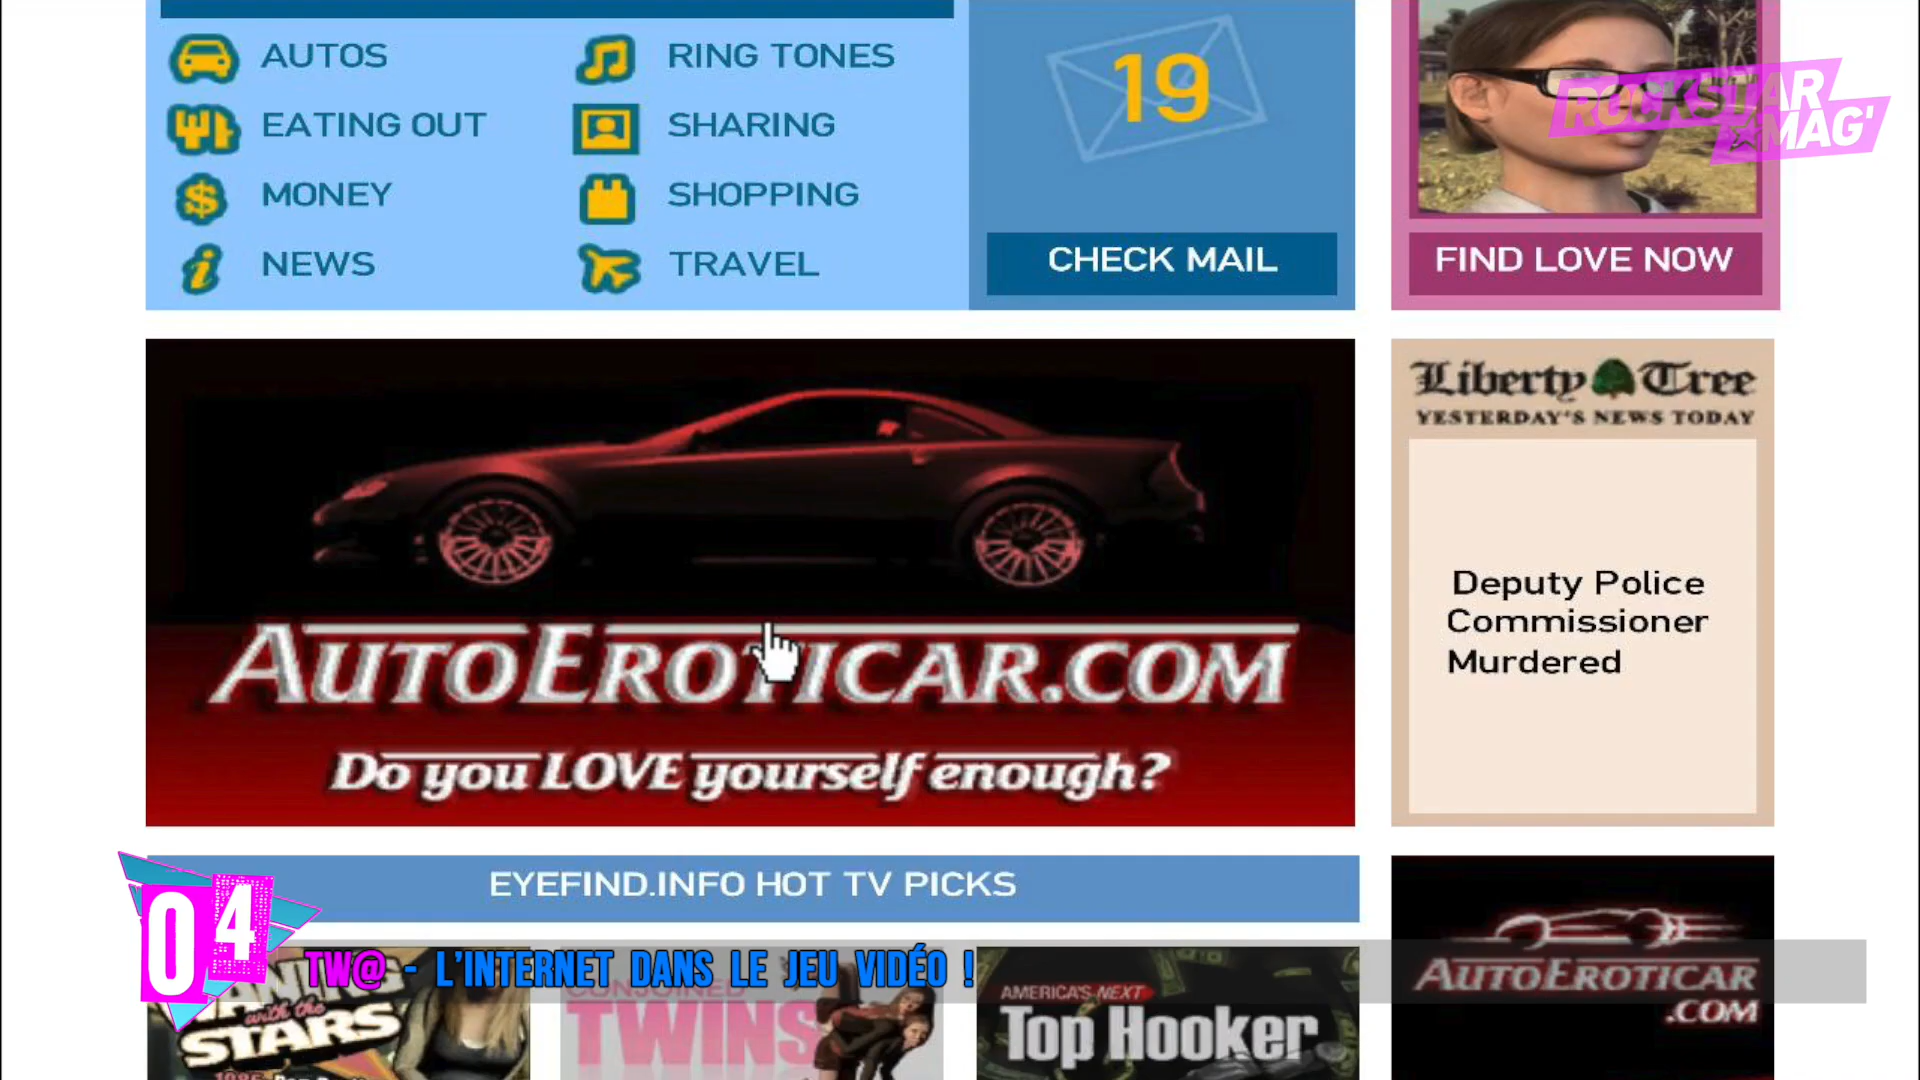 AUTOS
RING TONES
19
EATING OUT
SHARING
MONEY
SHOPPING
NEWS
TRAVEL
CHECK MAIL
FIND LOVE NOW
ROCKSTAR
MAG'
AUTOEROTICAR.COM
Do you LOVE yourself enough?
Liberty Tree
YESTERDAY'S NEWS TODAY
Deputy Police
Commissioner
Murdered
EYEFIND.INFO HOT TV PICKS
04
TW@ - L'INTERNET DANS LE JEU VIDÉO !
with the
STARS
CONJOINED
TWINS
AMERICA'S NEXT
Top Hooker
AUTOEROTICAR
.COM